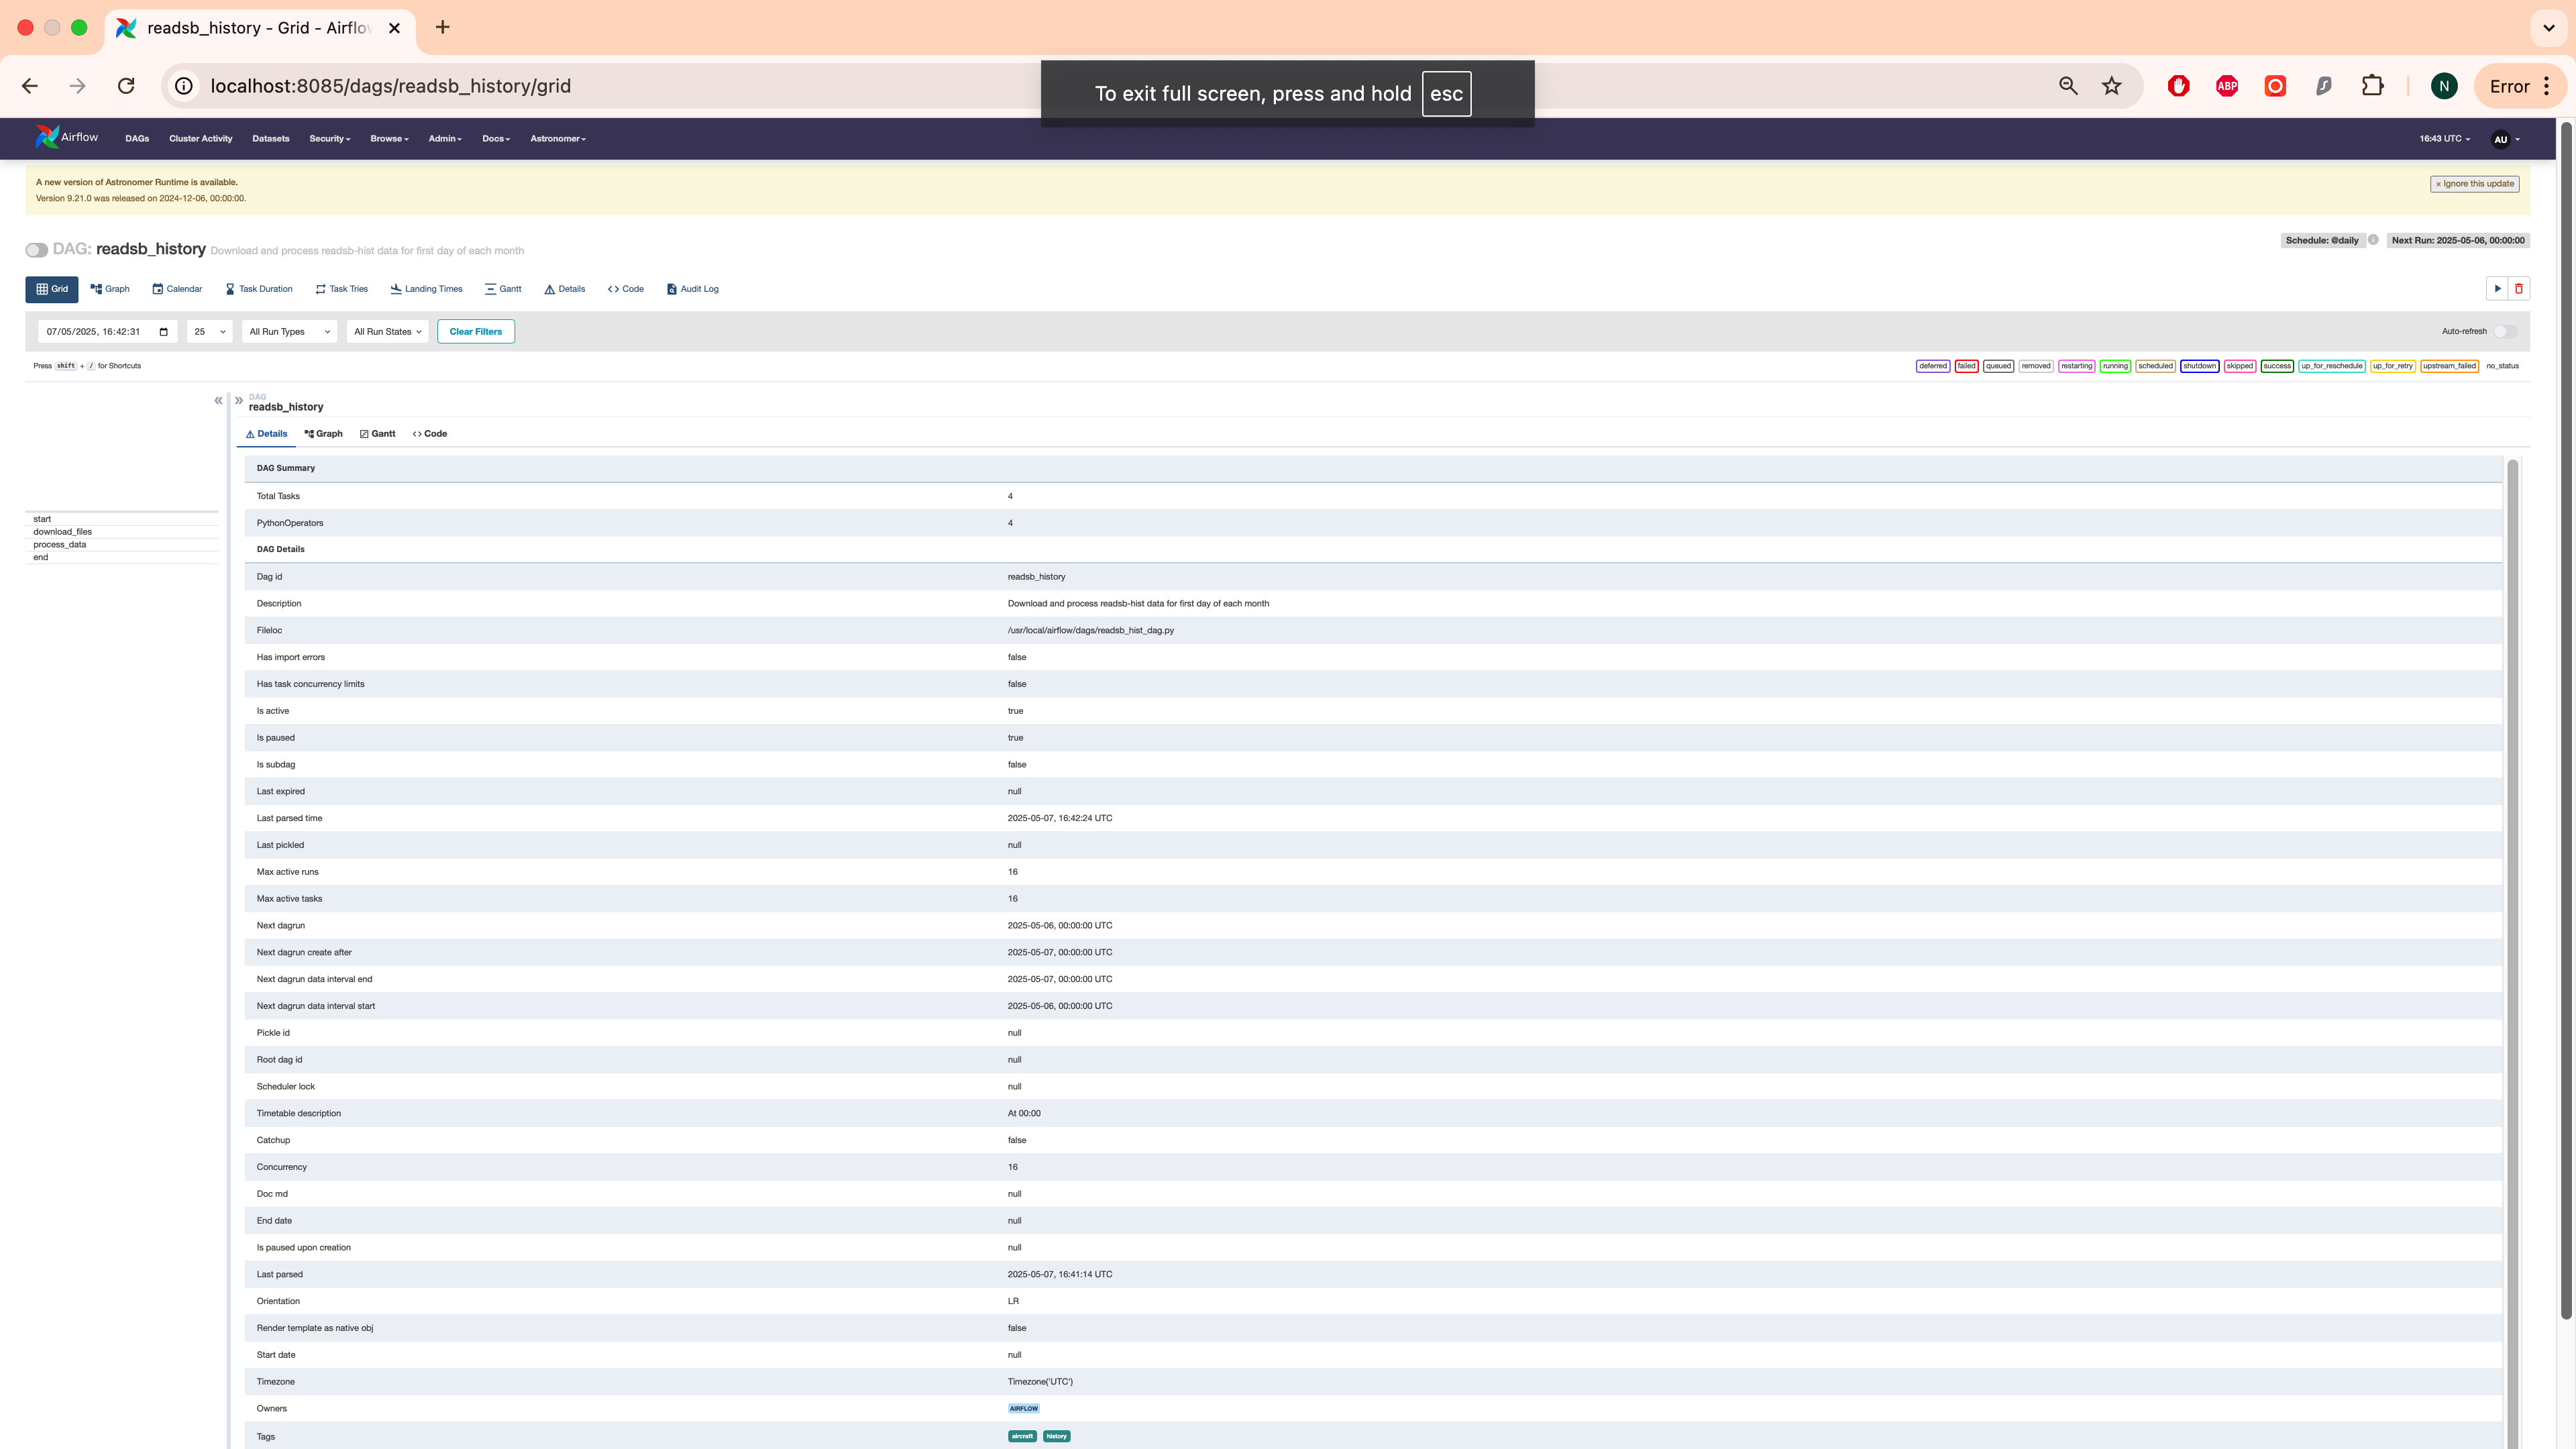 readsb_history - Grid - Airflow
localhost:8085/dags/readsb_history/grid
To exit full screen, press and hold esc
ABP
N
Error
Airflow DAGs Cluster Activity Datasets Security Browse Admin Docs Astronomer 16:43 UTC AU
A new version of Astronomer Runtime is available.
Version 9.21.0 was released on 2024-12-06, 00:00:00.
× Ignore this update
DAG: readsb_history Download and process readsb-hist data for first day of each month
Schedule: @daily Next Run: 2025-05-06, 00:00:00
Grid Graph Calendar Task Duration Task Tries Landing Times Gantt Details <> Code Audit Log
07/05/2025, 16:42:31 25 All Run Types All Run States Clear Filters Auto-refresh
Press shift + / for Shortcuts
deferred failed queued removed restarting running scheduled shutdown skipped success up_for_reschedule up_for_retry upstream_failed no_status
« » DAG
readsb_history
Details Graph Gantt <> Code
start
download_files
process_data
end
DAG Summary
Total Tasks 4
PythonOperators 4
DAG Details
Dag id readsb_history
Description Download and process readsb-hist data for first day of each month
Fileloc /usr/local/airflow/dags/readsb_hist_dag.py
Has import errors false
Has task concurrency limits false
Is active true
Is paused true
Is subdag false
Last expired null
Last parsed time 2025-05-07, 16:42:24 UTC
Last pickled null
Max active runs 16
Max active tasks 16
Next dagrun 2025-05-06, 00:00:00 UTC
Next dagrun create after 2025-05-07, 00:00:00 UTC
Next dagrun data interval end 2025-05-07, 00:00:00 UTC
Next dagrun data interval start 2025-05-06, 00:00:00 UTC
Pickle id null
Root dag id null
Scheduler lock null
Timetable description At 00:00
Catchup false
Concurrency 16
Doc md null
End date null
Is paused upon creation null
Last parsed 2025-05-07, 16:41:14 UTC
Orientation LR
Render template as native obj false
Start date null
Timezone Timezone('UTC')
Owners AIRFLOW
Tags aircraft history